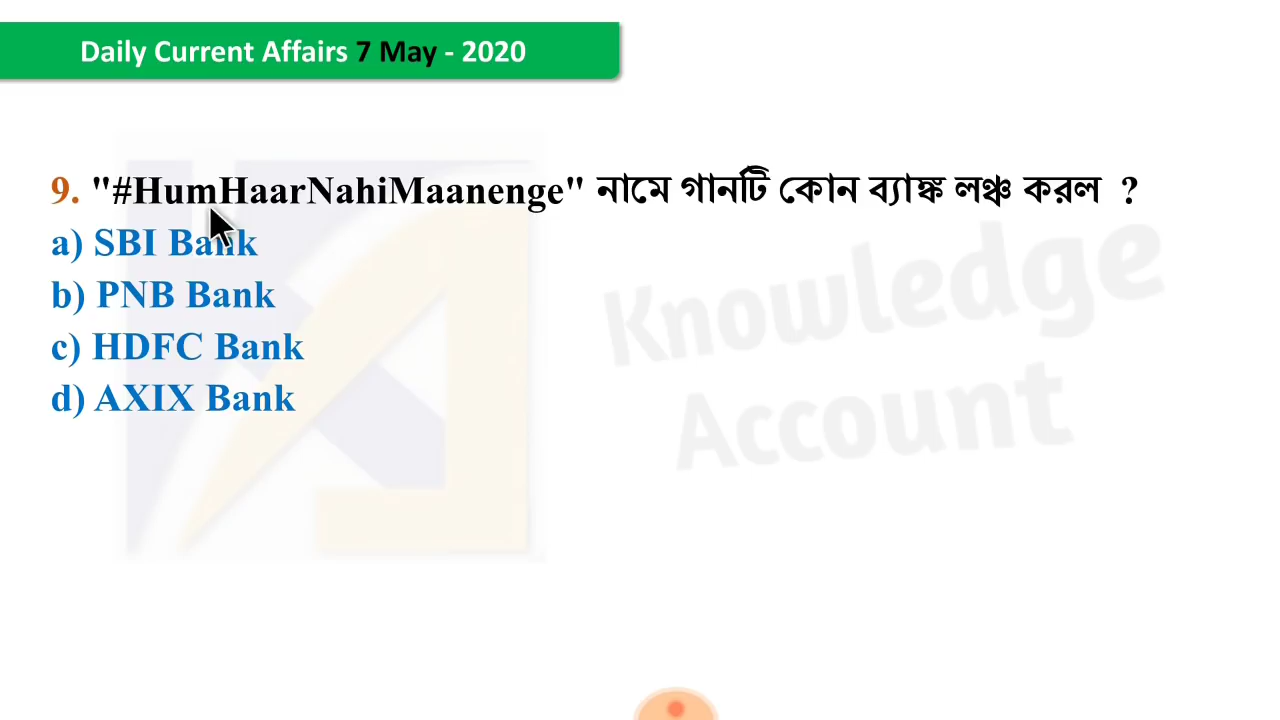 Daily Current Affairs 7 May - 2020
9. "#HumHaarNahiMaanenge" নামে গানটি কোন ব্যাঙ্ক লঞ্চ করল ?
a) SBI Bank
b) PNB Bank
c) HDFC Bank
d) AXIX Bank
Knowledge
Account